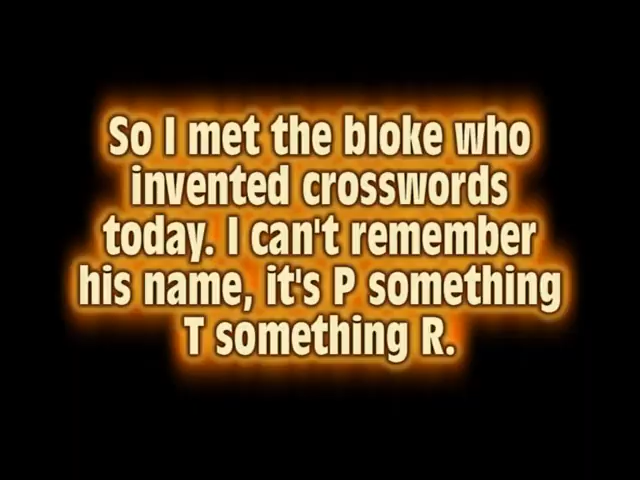 So I met the bloke who
invented crosswords
today. I can't remember
his name, it's P something
T something R.